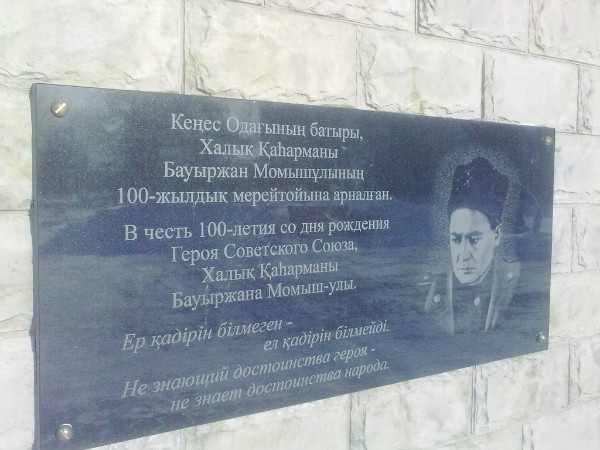 Кеңес Одағының батыры,
Халық Қаһарманы
Бауыржан Момышұлының
100-жылдық мерейтойына арналған.
В честь 100-летия со дня рождения
Героя Советского Союза,
Халық Қаһарманы
Бауыржана Момыш-улы.
Ер қадірін білмеген -
ел қадірін білмейді.
Не знающий достоинства героя -
не знает достоинства народа.